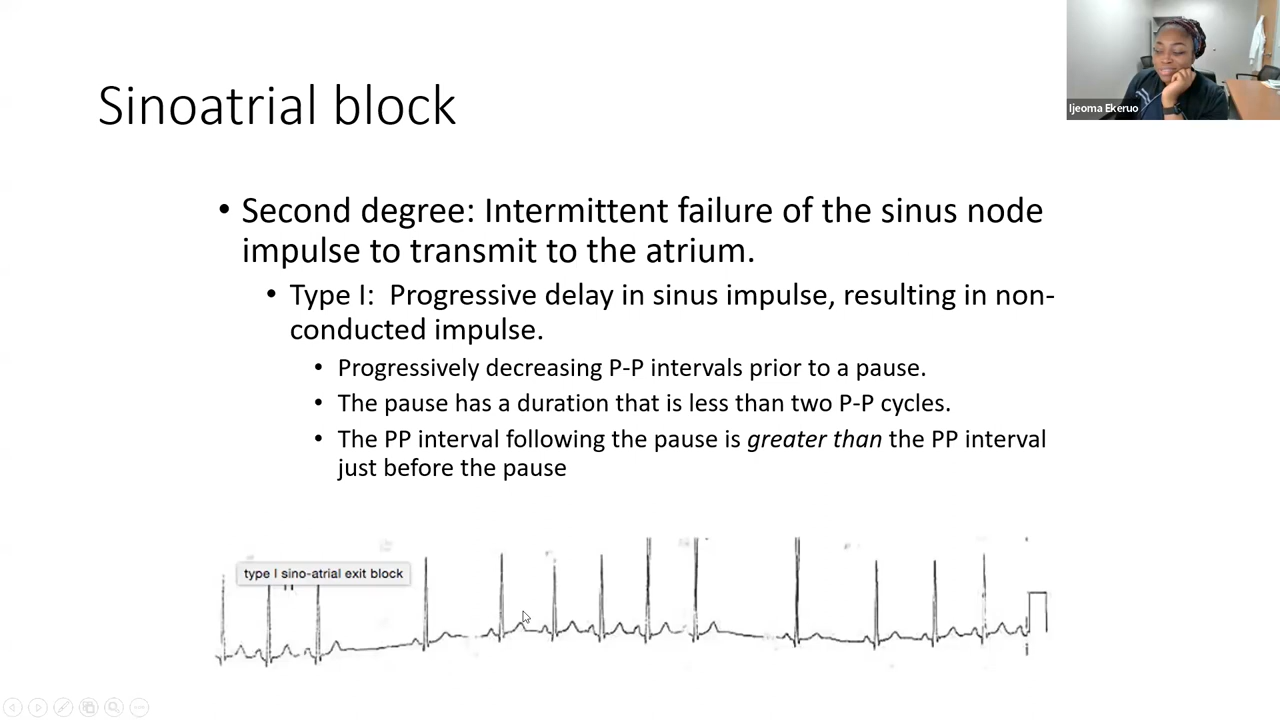 Ijeoma Ekeruo
Sinoatrial block
• Second degree: Intermittent failure of the sinus node
impulse to transmit to the atrium.
• Type I:  Progressive delay in sinus impulse, resulting in non-
conducted impulse.
• Progressively decreasing P-P intervals prior to a pause.
• The pause has a duration that is less than two P-P cycles.
• The PP interval following the pause is greater than the PP interval
just before the pause
type I sino-atrial exit block